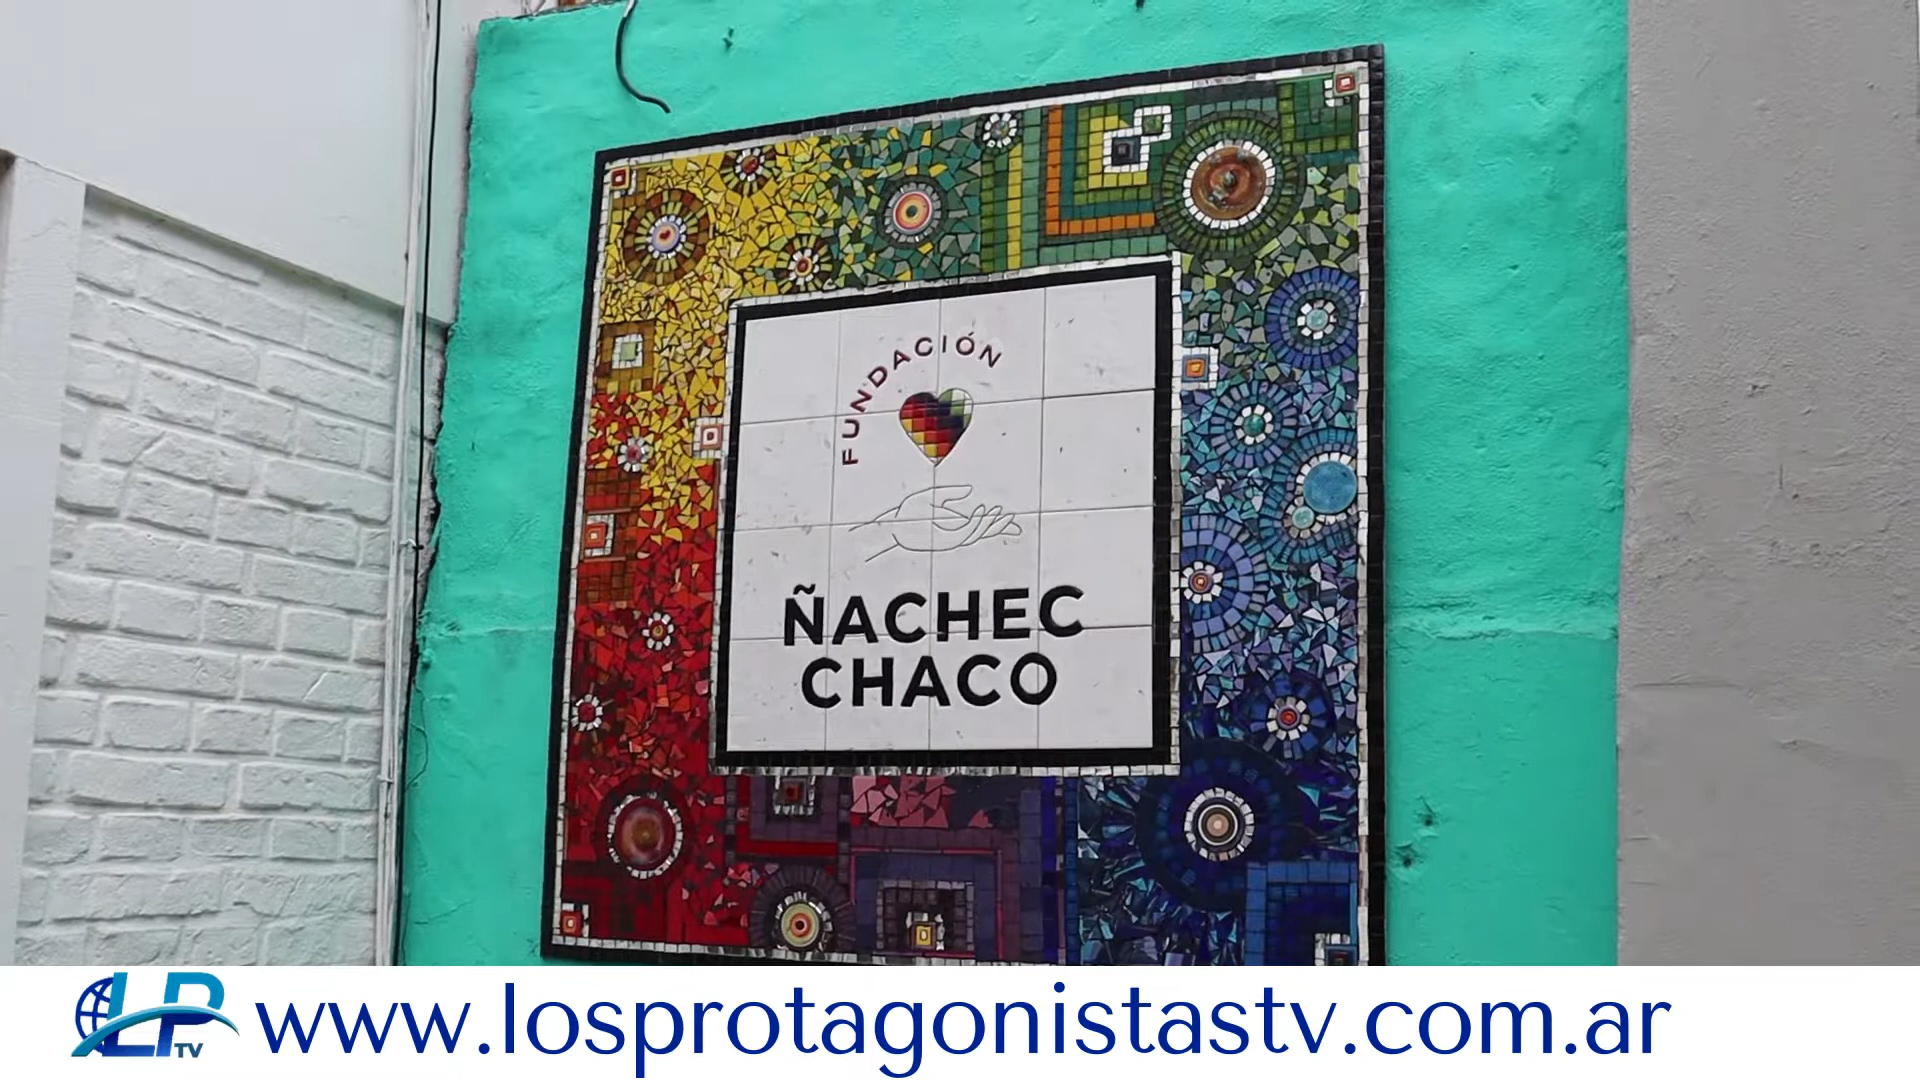 FUNDACIÓN
ÑACHEC
CHACO
LP TV
www.losprotagonistastv.com.ar